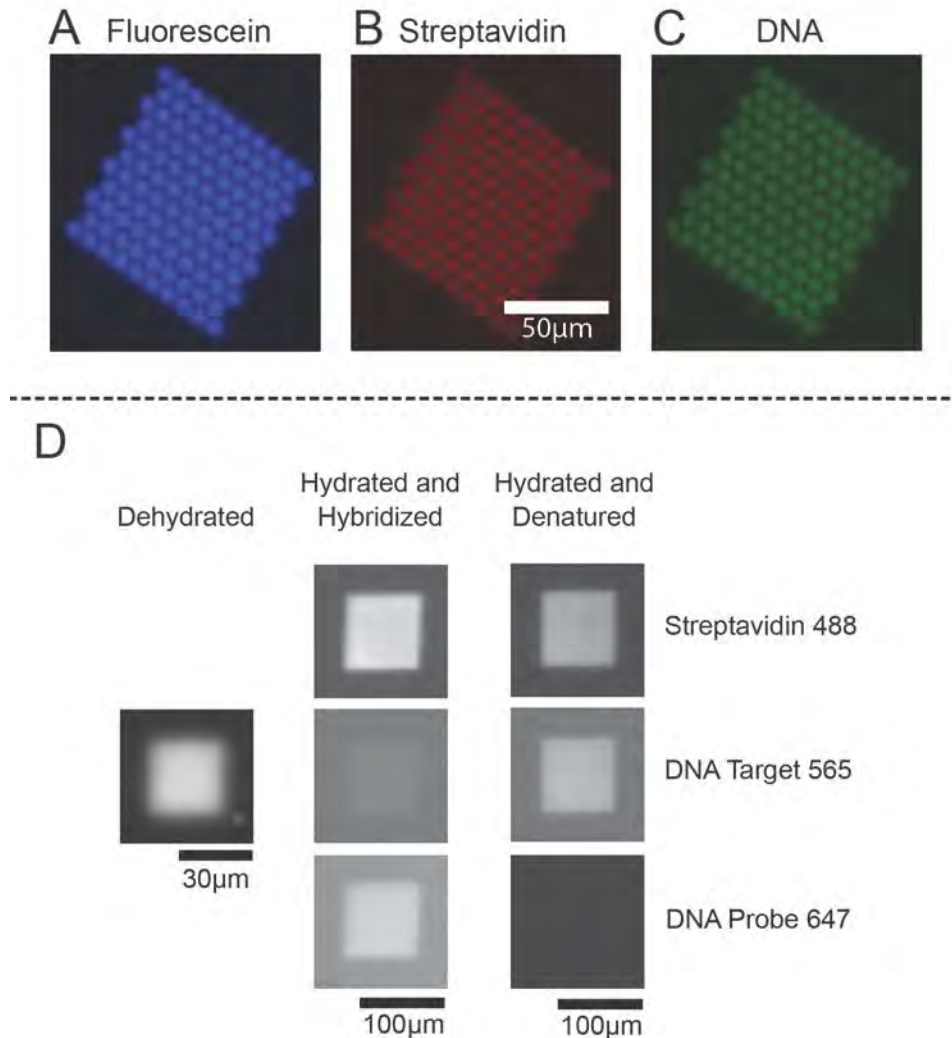 A Fluorescein
B Streptavidin
C DNA
50µm
D
Dehydrated
Hydrated and
Hybridized
Hydrated and
Denatured
Streptavidin 488
DNA Target 565
30µm
DNA Probe 647
100µm
100µm